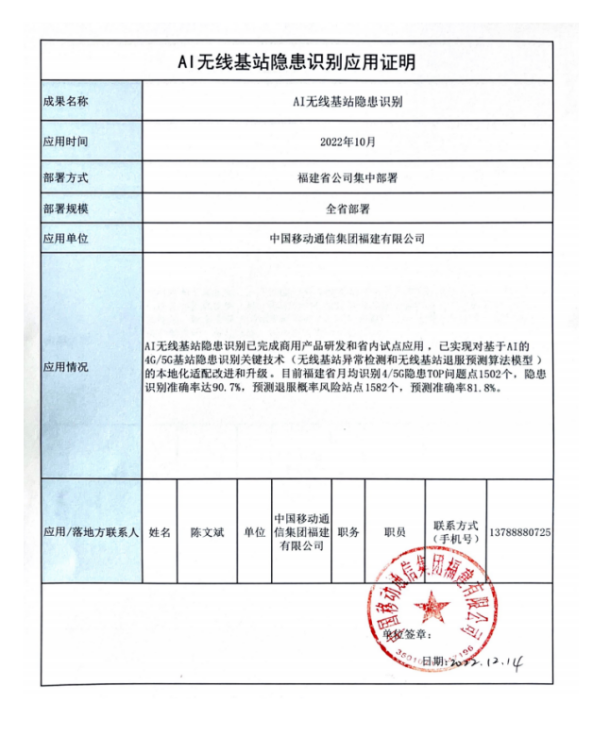 AI无线基站隐患识别应用证明
成果名称 AI无线基站隐患识别
应用时间 2022年10月
部署方式 福建省公司集中部署
部署规模 全省部署
应用单位 中国移动通信集团福建有限公司
应用情况
AI无线基站隐患识别已完成商用产品研发和省内试点应用，已实现对基于AI的
4G/5G基站隐患识别关键技术（无线基站异常检测和无线基站退服预测算法模型）
的本地化适配改进和升级。目前福建省月均识别4/5G隐患TOP问题点1502个，隐患
识别准确率达90.7%，预测退服概率风险站点1582个，预测准确率81.8%。
应用/落地方联系人 姓名 陈文斌 单位
中国移动通
信集团福建
有限公司
职务 职员
联系方式
（手机号）
13788880725
中国移动通信集团福建有限公司
单位签章：
日期：2022.12.14